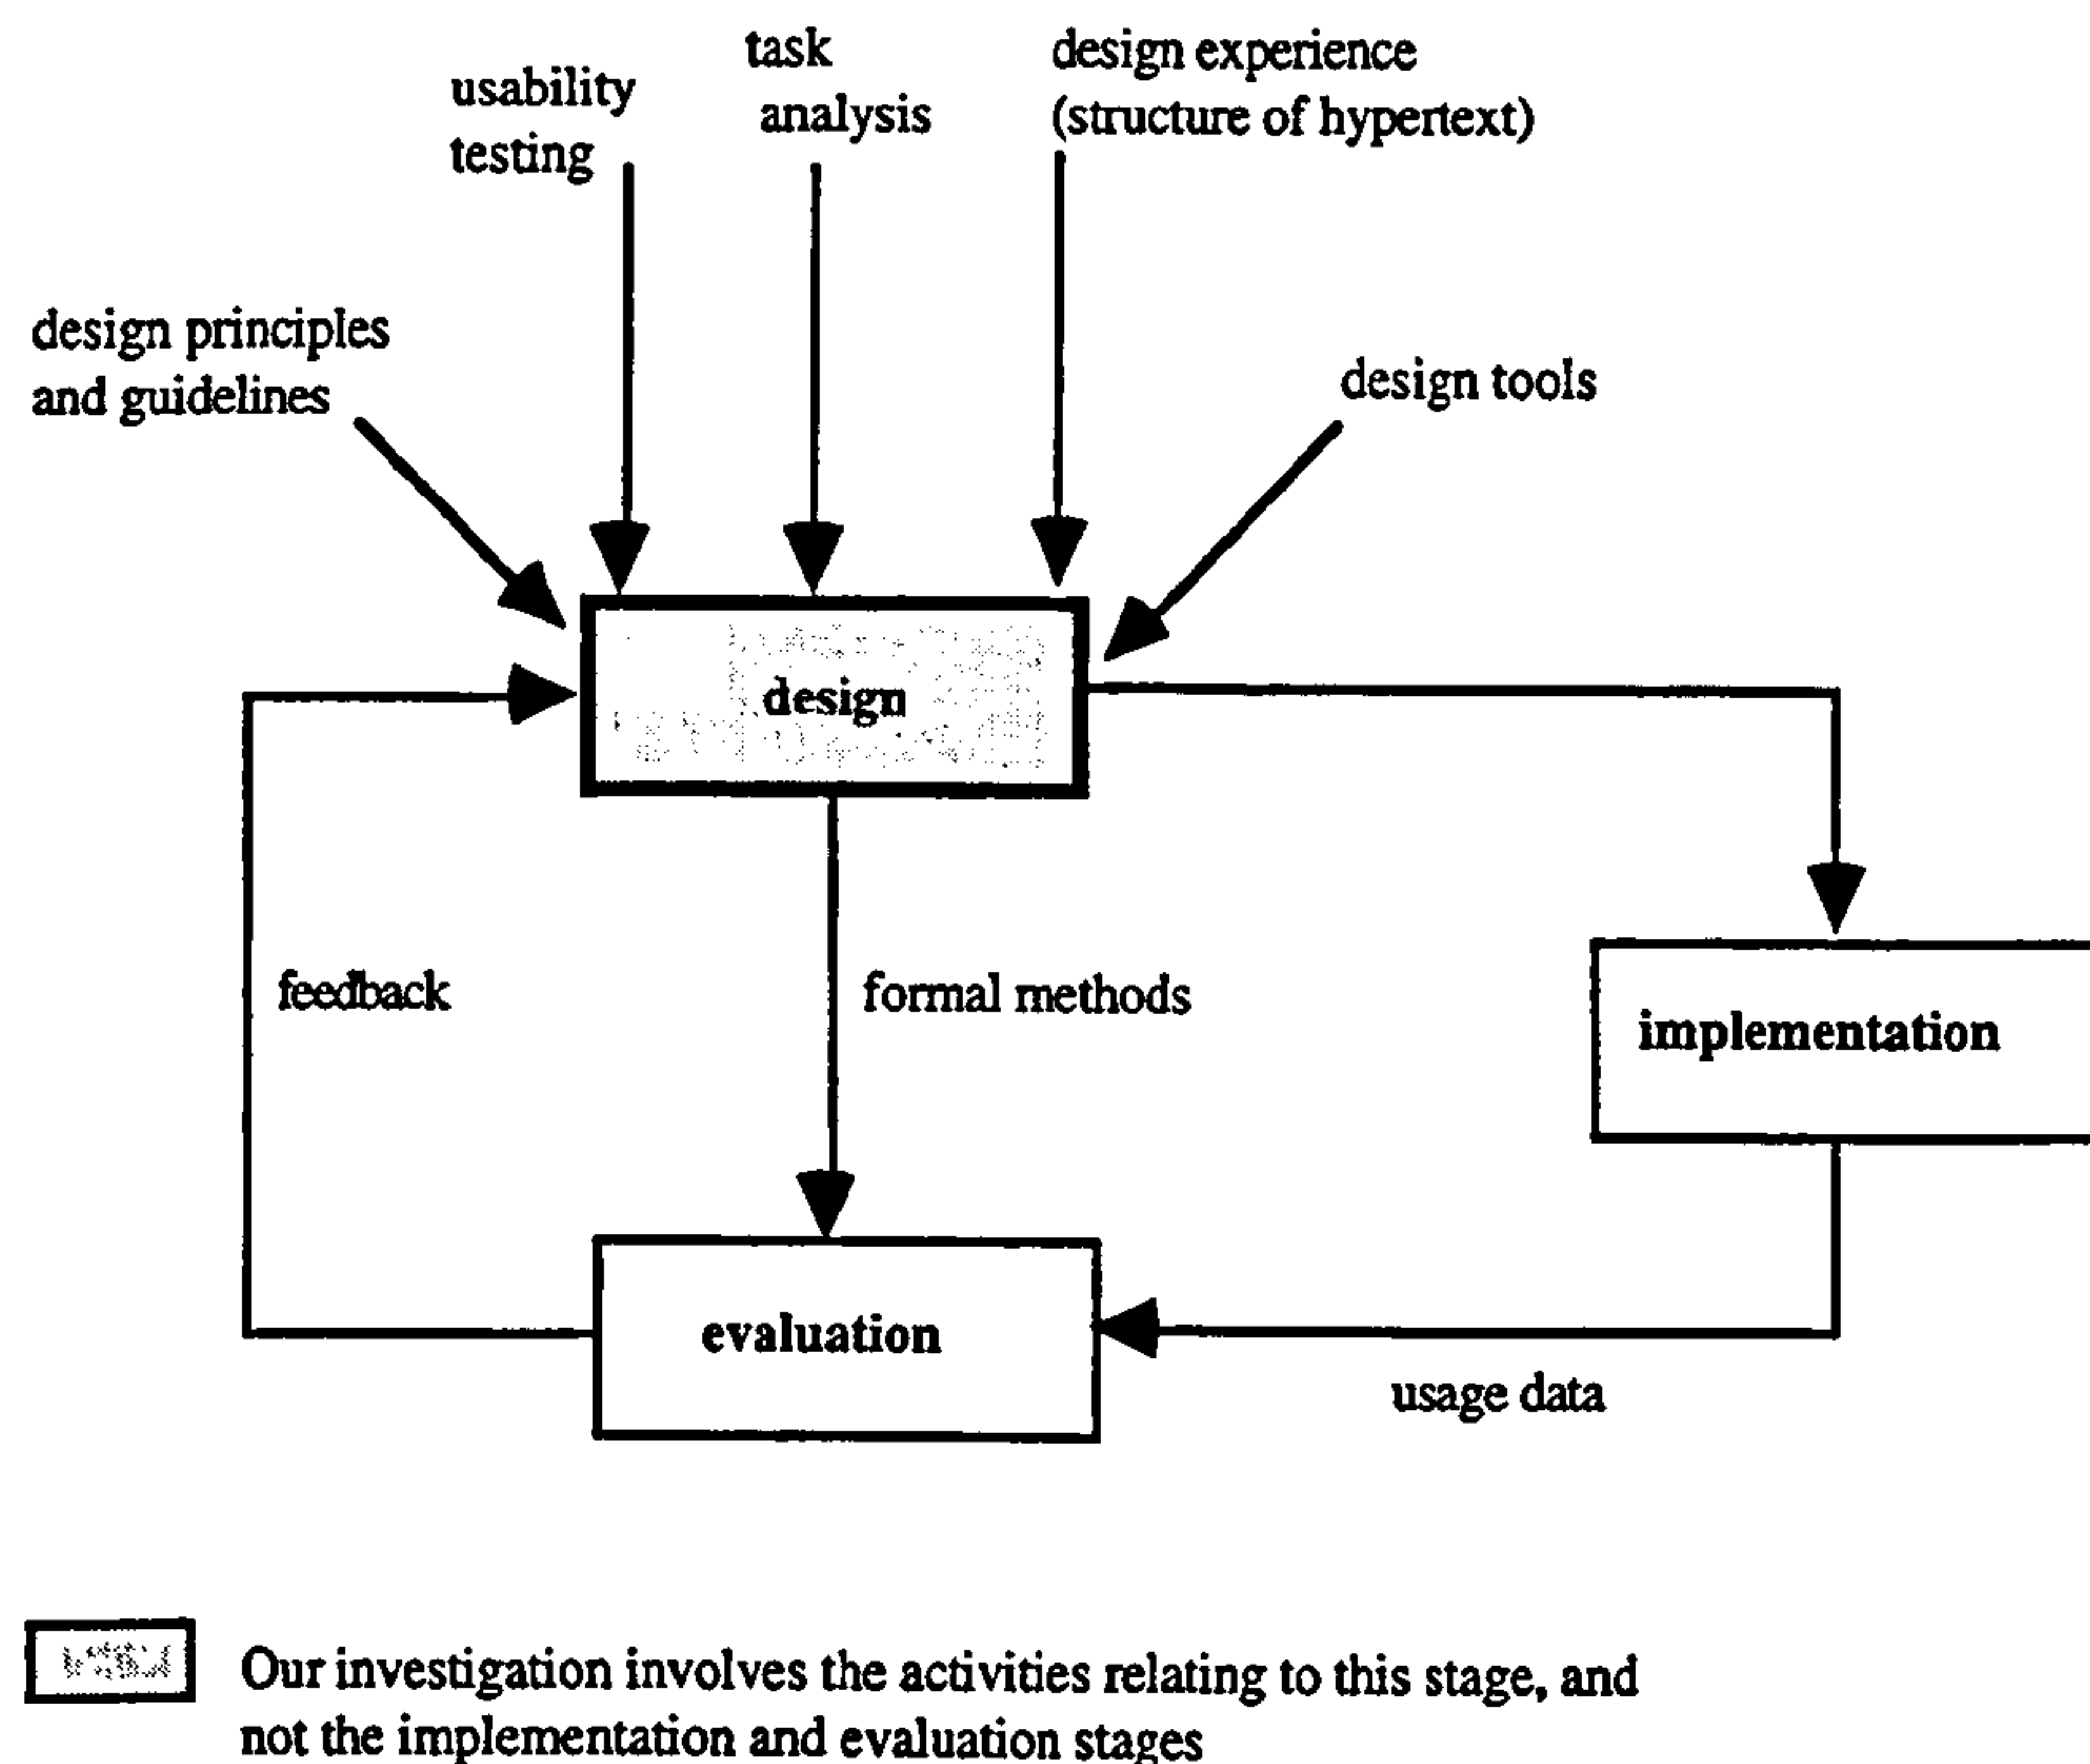 task
analysis
design experience
(structure of hypertext)
usability
testing
design principles
and guidelines
design tools
design
feedback
formal methods
implementation
evaluation
usage data
Our investigation involves the activities relating to this stage, and
not the implementation and evaluation stages